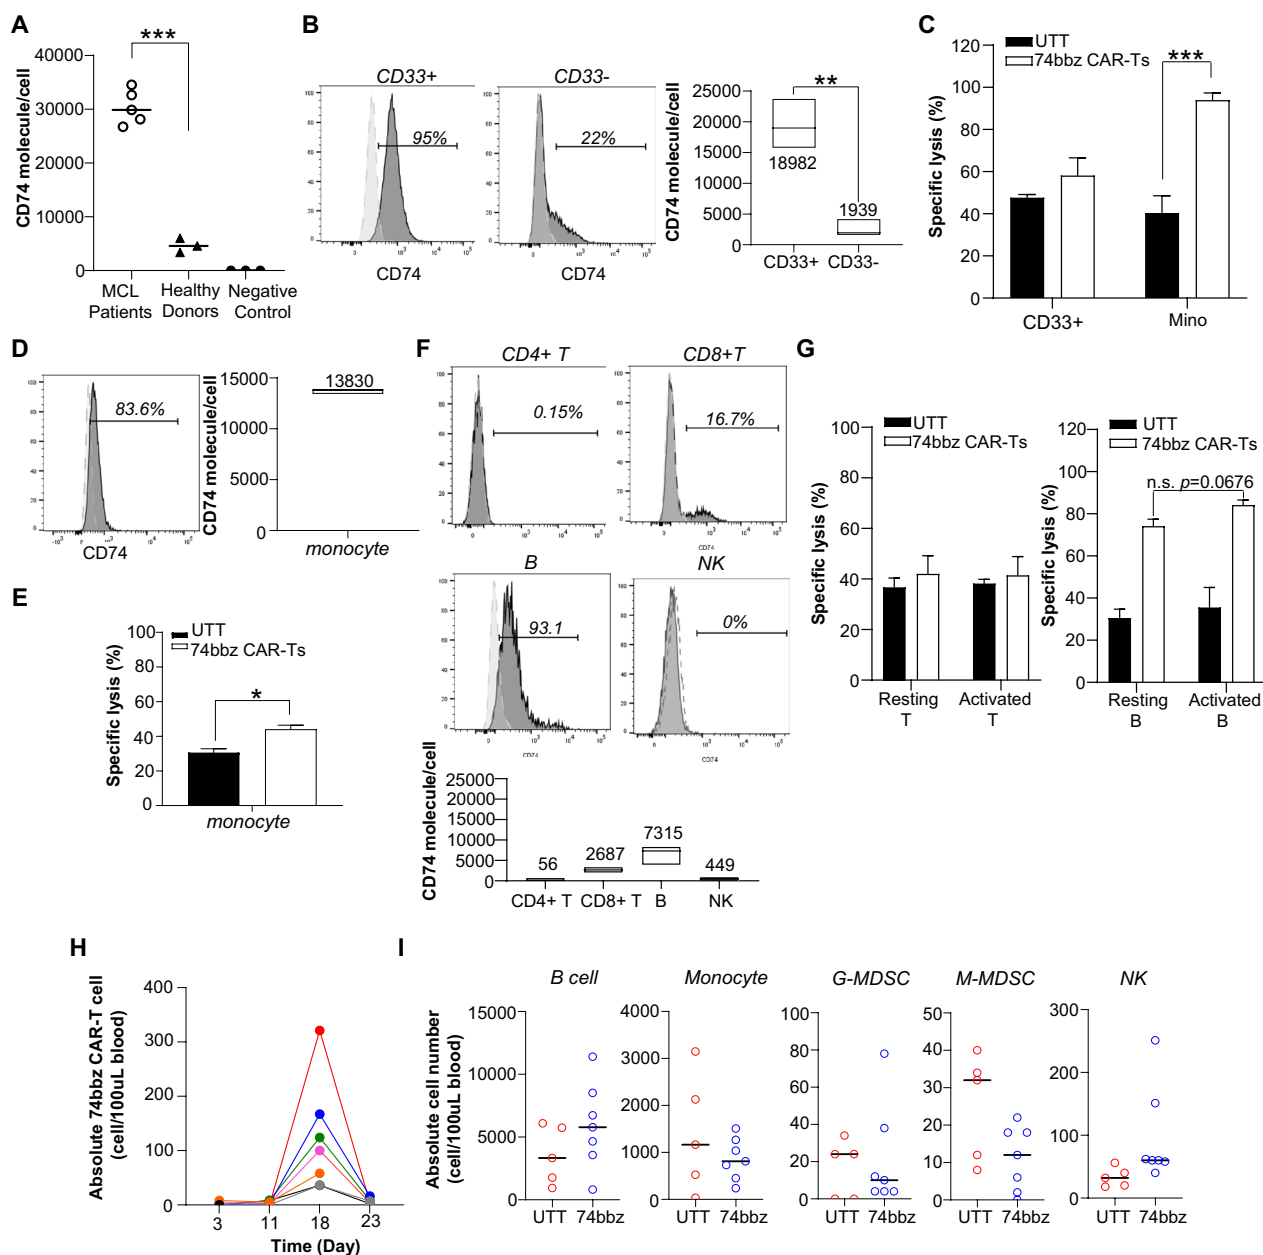 A
***
40000
30000
20000
10000
0
CD74 molecule/cell
MCL Patients
Healthy Donors
Negative Control
B
CD33+
95%
CD74
CD33-
22%
CD74
**
25000
20000
15000
10000
5000
0
CD74 molecule/cell
18982
1939
CD33+ CD33-
C
UTT
74bbz CAR-Ts
***
120
100
80
60
40
20
0
Specific lysis (%)
CD33+
Mino
D
83.6%
CD74
15000
10000
5000
0
CD74 molecule/cell
13830
monocyte
E
UTT
74bbz CAR-Ts
*
100
80
60
40
20
0
Specific lysis (%)
monocyte
F
CD4+ T
0.15%
CD8+T
16.7%
CD74
B
93.1
CD74
NK
0%
CD74
25000
20000
15000
10000
5000
0
CD74 molecule/cell
56
2687
7315
449
CD4+ T CD8+ T B NK
G
UTT
74bbz CAR-Ts
100
80
60
40
20
0
Specific lysis (%)
Resting T
Activated T
UTT
74bbz CAR-Ts
n.s. p=0.0676
120
100
80
60
40
20
0
Specific lysis (%)
Resting B
Activated B
H
400
300
200
100
0
Absolute 74bbz CAR-T cell
(cell/100uL blood)
3 11 18 23
Time (Day)
I
Absolute cell number
(cell/100uL blood)
B cell
15000
10000
5000
0
UTT 74bbz
Monocyte
4000
3000
2000
1000
0
UTT 74bbz
G-MDSC
100
80
60
40
20
0
UTT 74bbz
M-MDSC
50
40
30
20
10
0
UTT 74bbz
NK
300
200
100
0
UTT 74bbz